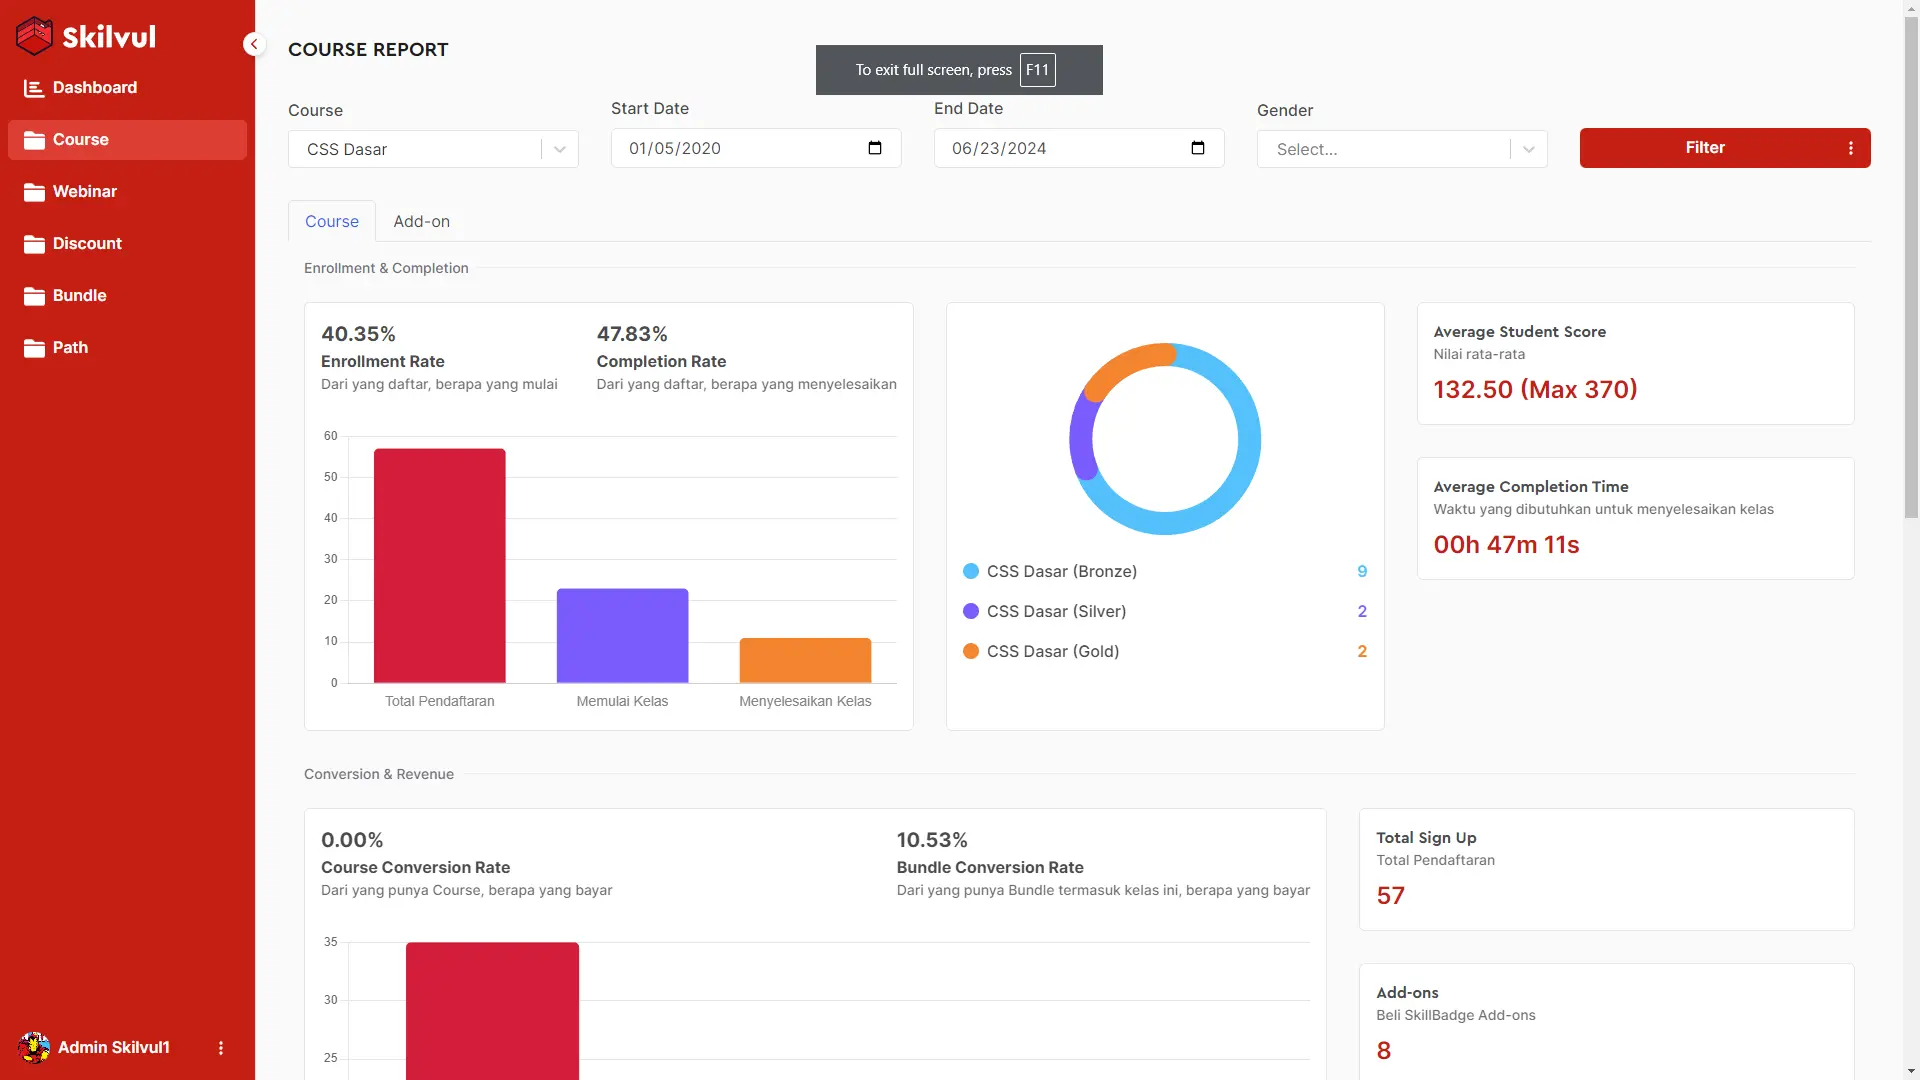 Skilvul
Dashboard
Course
Webinar
Discount
Bundle
Path
Admin Skilvul1
COURSE REPORT
To exit full screen, press F11
Course
CSS Dasar
Start Date
01/05/2020
End Date
06/23/2024
Gender
Select...
Filter
Course
Add-on
Enrollment & Completion
40.35%
Enrollment Rate
Dari yang daftar, berapa yang mulai
47.83%
Completion Rate
Dari yang daftar, berapa yang menyelesaikan
60
50
40
30
20
10
0
Total Pendaftaran
Memulai Kelas
Menyelesaikan Kelas
CSS Dasar (Bronze) 9
CSS Dasar (Silver) 2
CSS Dasar (Gold) 2
Average Student Score
Nilai rata-rata
132.50 (Max 370)
Average Completion Time
Waktu yang dibutuhkan untuk menyelesaikan kelas
00h 47m 11s
Conversion & Revenue
0.00%
Course Conversion Rate
Dari yang punya Course, berapa yang bayar
10.53%
Bundle Conversion Rate
Dari yang punya Bundle termasuk kelas ini, berapa yang bayar
35
30
25
Total Sign Up
Total Pendaftaran
57
Add-ons
Beli SkillBadge Add-ons
8